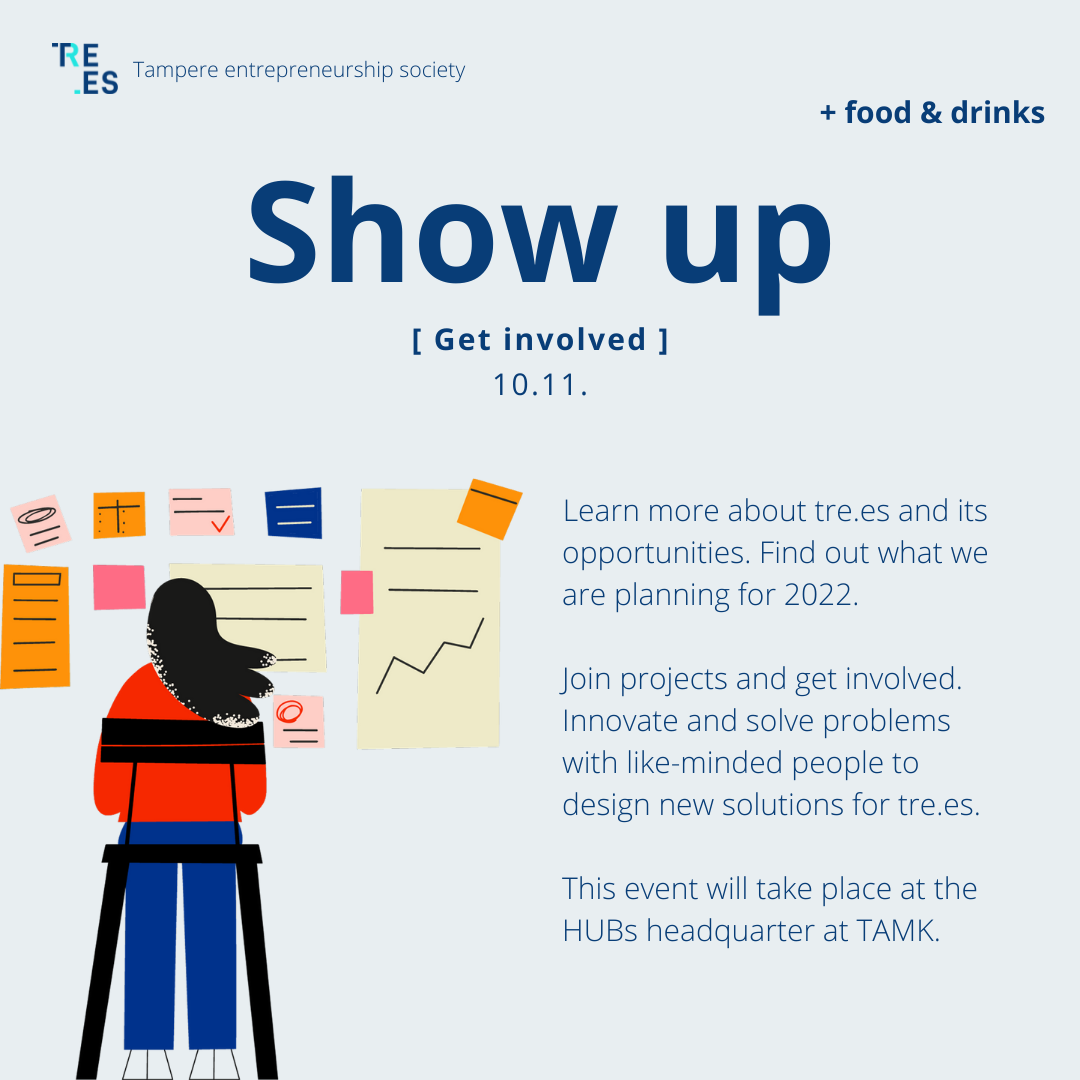 TRE
.ES
Tampere entrepreneurship society
+ food & drinks
Show up
[ Get involved ]
10.11.
Learn more about tre.es and its
opportunities. Find out what we
are planning for 2022.
Join projects and get involved.
Innovate and solve problems
with like-minded people to
design new solutions for tre.es.
This event will take place at the
HUBs headquarter at TAMK.